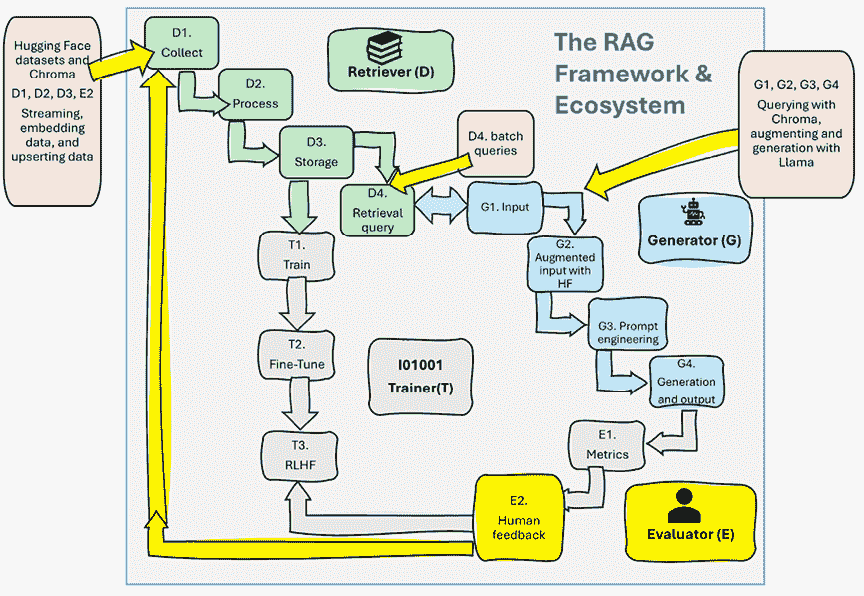 Hugging Face
datasets and
Chroma
D1, D2, D3, E2
Streaming,
embedding
data, and
upserting data
D1.
Collect
D2.
Process
D3.
Storage
Retriever (D)
The RAG
Framework &
Ecosystem
D4. batch
queries
G1, G2, G3, G4
Querying with
Chroma,
augmenting and
generation with
Llama
D4.
Retrieval
query
G1. Input
Generator (G)
G2.
Augmented
input with
HF
G3. Prompt
engineering
G4.
Generation
and output
T1.
Train
T2.
Fine-Tune
T3.
RLHF
I01001
Trainer(T)
E1.
Metrics
E2.
Human
feedback
Evaluator (E)